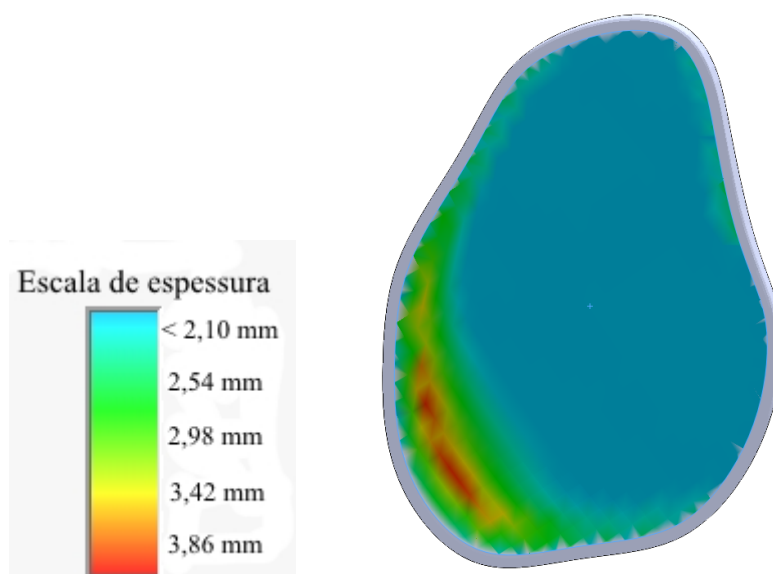 Escala de espessura
< 2,10 mm
2,54 mm
2,98 mm
3,42 mm
3,86 mm